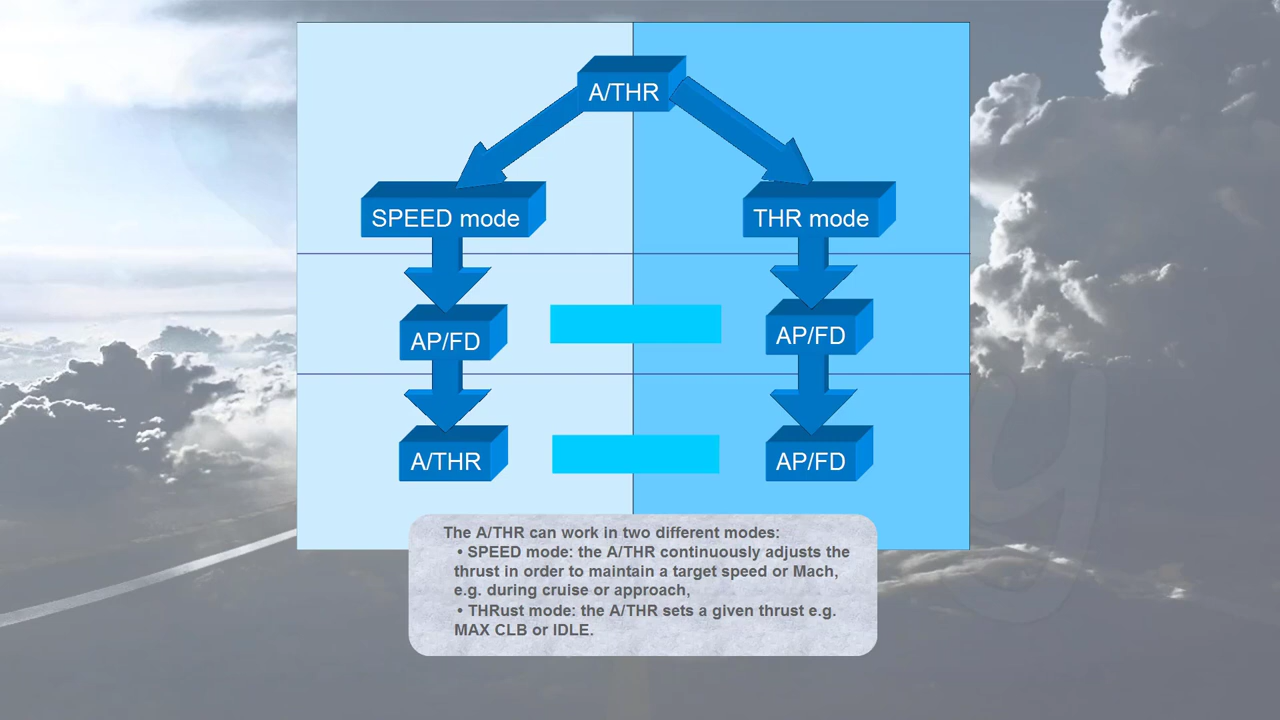 A/THR
SPEED mode
THR mode
AP/FD
AP/FD
A/THR
AP/FD
The A/THR can work in two different modes:
• SPEED mode: the A/THR continuously adjusts the
thrust in order to maintain a target speed or Mach,
e.g. during cruise or approach,
• THRust mode: the A/THR sets a given thrust e.g.
MAX CLB or IDLE.